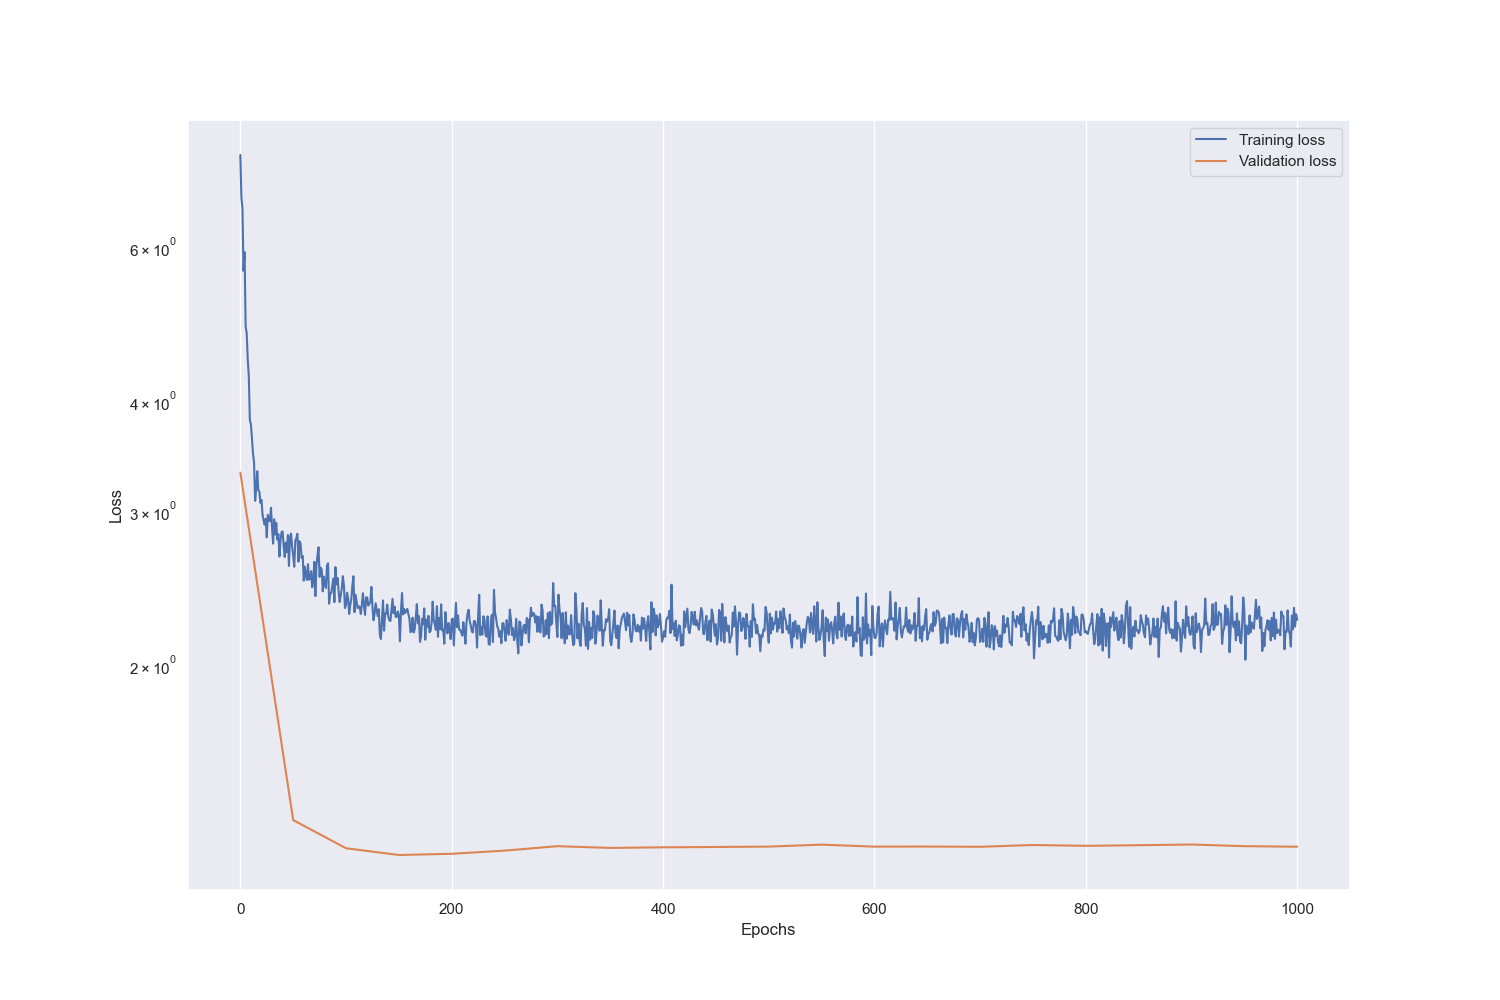 Training loss
Validation loss
6 × 10⁰
4 × 10⁰
3 × 10⁰
2 × 10⁰
Loss
0 200 400 600 800 1000
Epochs